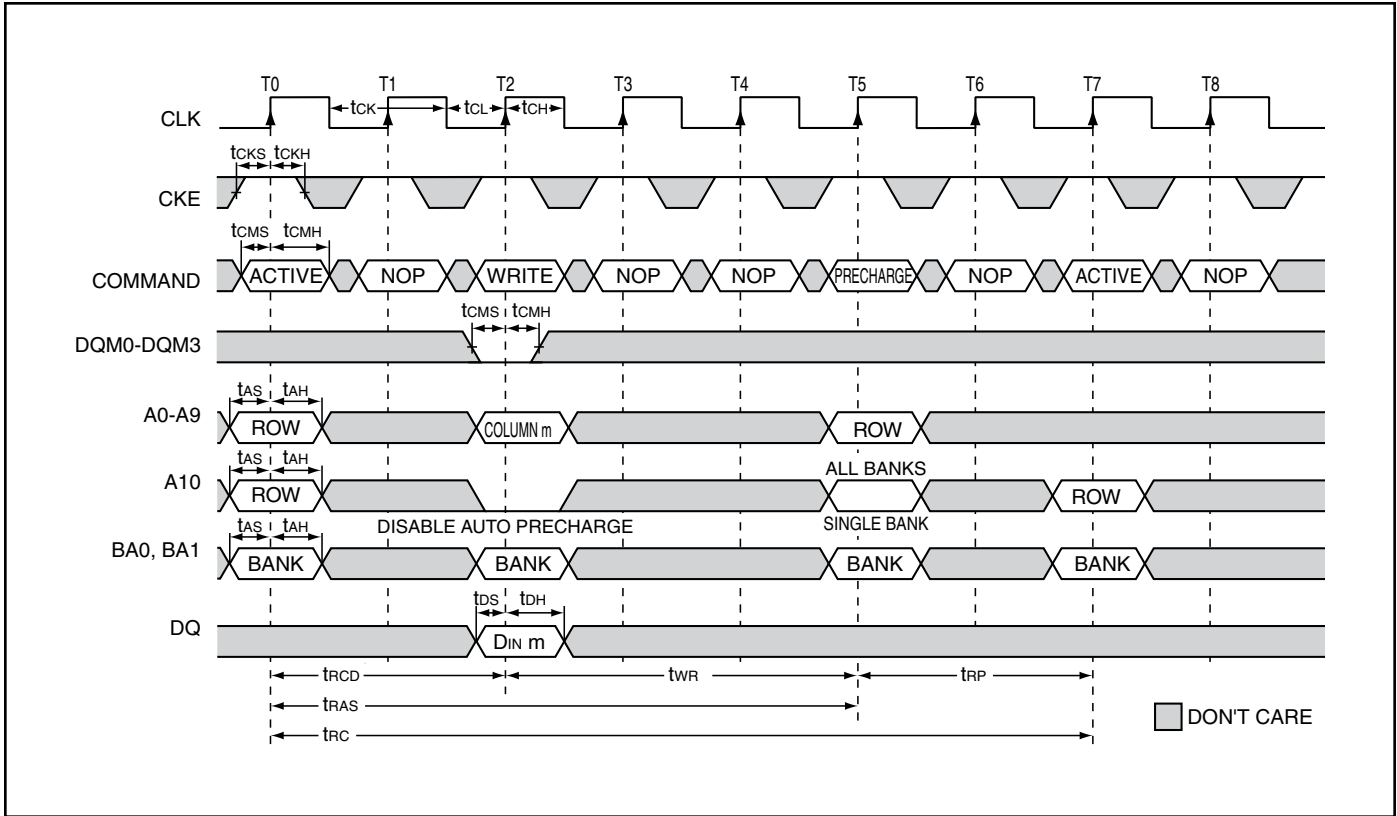 T0 T1 T2 T3 T4 T5 T6 T7 T8
CLK tCK tCL tCH
tCKS tCKH
CKE
tCMS tCMH
COMMAND ACTIVE NOP WRITE NOP NOP PRECHARGE NOP ACTIVE NOP
tCMS tCMH
DQM0-DQM3
tAS tAH
A0-A9 ROW COLUMN m ROW
tAS tAH ALL BANKS
A10 ROW ROW
tAS tAH DISABLE AUTO PRECHARGE SINGLE BANK
BA0, BA1 BANK BANK BANK BANK
tDS tDH
DQ DIN m
tRCD tWR tRP
tRAS
DON'T CARE
tRC